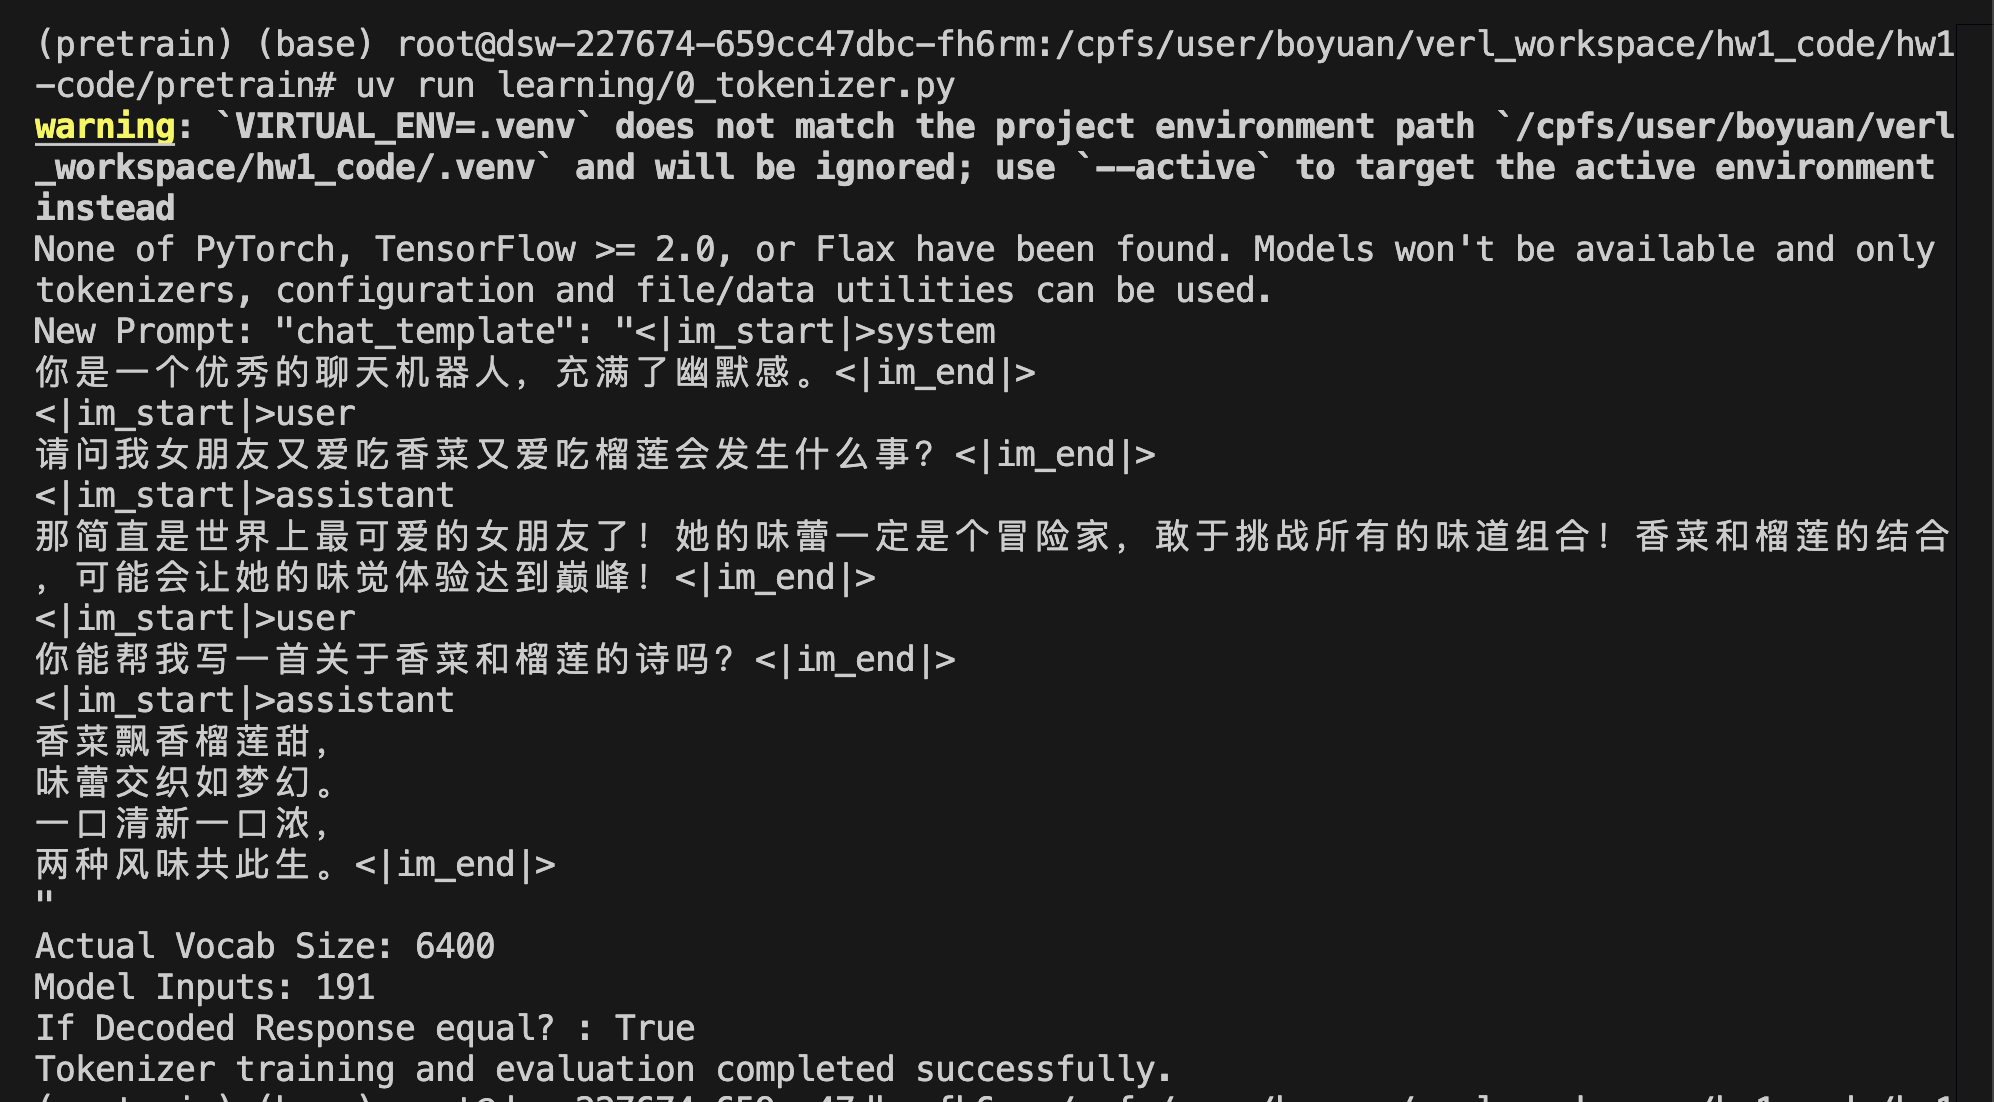 (pretrain) (base) root@dsw-227674-659cc47dbc-fh6rm:/cpfs/user/boyuan/verl_workspace/hw1_code/hw1
-code/pretrain# uv run learning/0_tokenizer.py
warning: `VIRTUAL_ENV=.venv` does not match the project environment path `/cpfs/user/boyuan/verl
_workspace/hw1_code/.venv` and will be ignored; use `--active` to target the active environment
instead
None of PyTorch, TensorFlow >= 2.0, or Flax have been found. Models won't be available and only
tokenizers, configuration and file/data utilities can be used.
New Prompt: "chat_template": "<|im_start|>system
你是一个优秀的聊天机器人，充满了幽默感。<|im_end|>
<|im_start|>user
请问我女朋友又爱吃香菜又爱吃榴莲会发生什么事？<|im_end|>
<|im_start|>assistant
那简直是世界上最可爱的女朋友了！她的味蕾一定是个冒险家，敢于挑战所有的味道组合！香菜和榴莲的结合
，可能会让她的味觉体验达到巅峰！<|im_end|>
<|im_start|>user
你能帮我写一首关于香菜和榴莲的诗吗？<|im_end|>
<|im_start|>assistant
香菜飘香榴莲甜，
味蕾交织如梦幻。
一口清新一口浓，
两种风味共此生。<|im_end|>
"
Actual Vocab Size: 6400
Model Inputs: 191
If Decoded Response equal? : True
Tokenizer training and evaluation completed successfully.